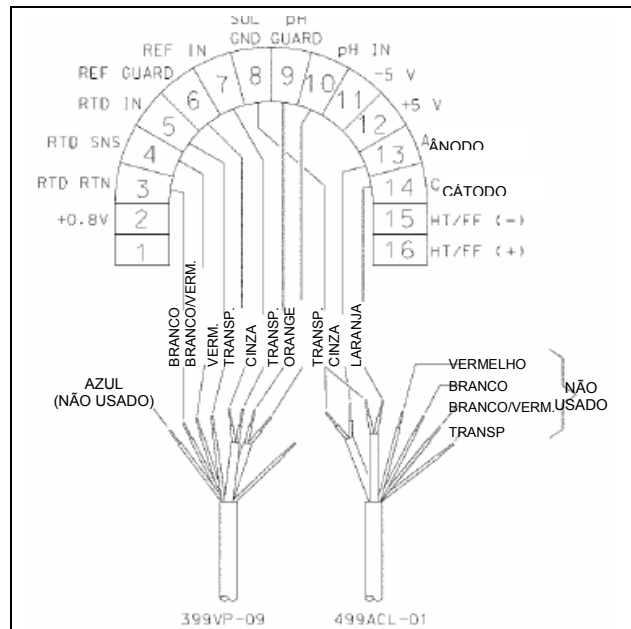 SOL pH
REF IN GND GUARD pH IN
REF GUARD 7 8 9 10 -5 V
RTD IN 6 11 +5 V
5 12
RTD SNS 4 13 A ÂNODO
RTD RTN 3 14 C CÁTODO
+0.8V 2 15 HT/FF (-)
1 16 HT/FF (+)
BRANCO
BRANCO/VERM.
VERM.
TRANSP.
CINZA
TRANSP.
ORANGE
TRANSP.
CINZA
LARANJA
AZUL
(NÃO USADO)
VERMELHO
BRANCO
BRANCO/VERM.
TRANSP
NÃO
USADO
399VP-09
499ACL-01